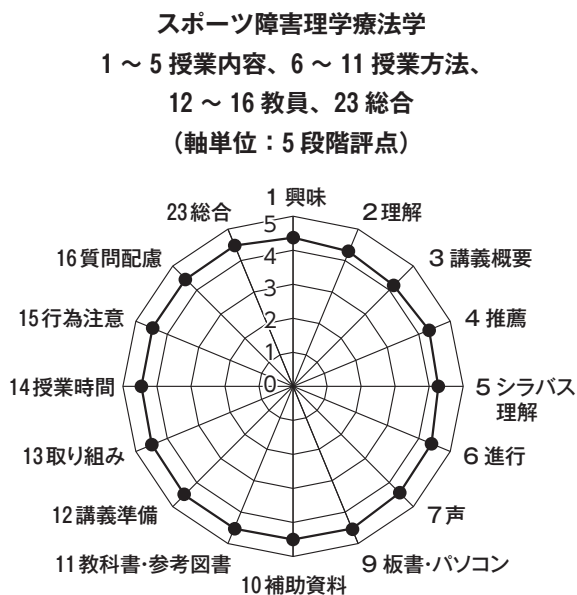 スポーツ障害理学療法学
1 ～ 5 授業内容、6 ～ 11 授業方法、
12 ～ 16 教員、23 総合
（軸単位：5 段階評点）
1 興味
2 理解
3 講義概要
4 推薦
5 シラバス
理解
6 進行
7 声
9 板書・パソコン
10 補助資料
11 教科書・参考図書
12 講義準備
13 取り組み
14 授業時間
15 行為注意
16 質問配慮
23 総合
5
4
3
2
1
0